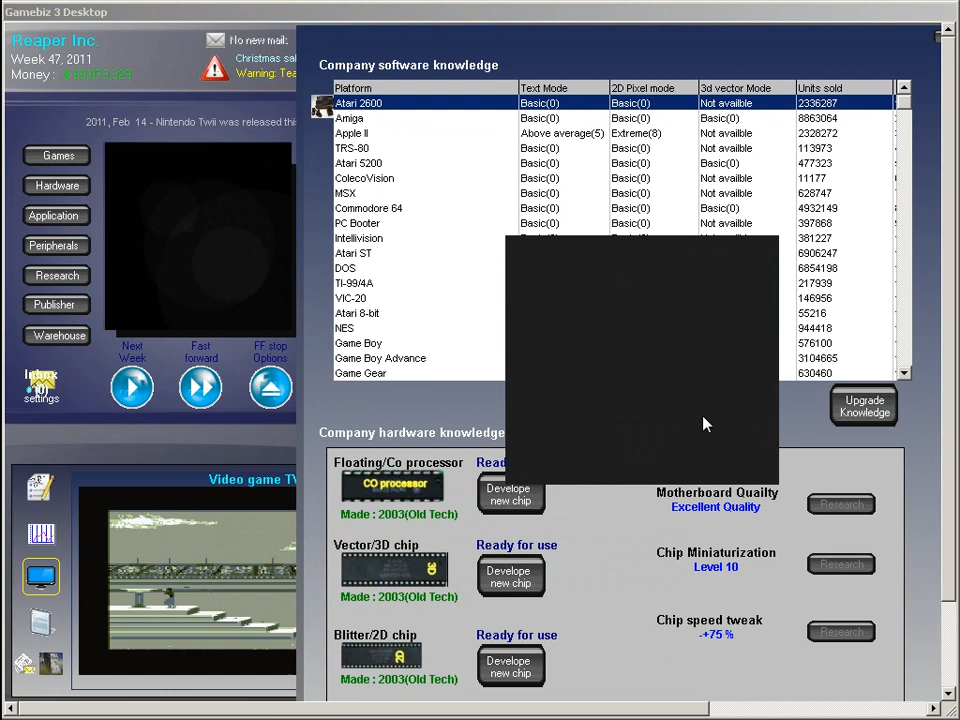 Gamebiz 3 Desktop
Reaper Inc.
Week 47, 2011
Money :
No new mail:
Christmas sal
Warning: Tea
2011, Feb 14 - Nintendo Twii was released this
Games
Hardware
Application
Peripherals
Research
Publisher
Warehouse
Next Week
Fast forward
FF stop Options
settings
Video game TV
Company software knowledge
Platform Text Mode 2D Pixel mode 3d vector Mode Units sold
Atari 2600 Basic(0) Basic(0) Not availble 2336287
Amiga Basic(0) Basic(0) Basic(0) 8863064
Apple II Above average(5) Extreme(8) Not availble 2328272
TRS-80 Basic(0) Basic(0) Not availble 113973
Atari 5200 Basic(0) Basic(0) Basic(0) 477323
ColecoVision Basic(0) Basic(0) Not availble 11177
MSX Basic(0) Basic(0) Not availble 628747
Commodore 64 Basic(0) Basic(0) Basic(0) 4932149
PC Booter Basic(0) Basic(0) Not availble 397868
Intellivision 381227
Atari ST 6906247
DOS 6854198
TI-99/4A 217939
VIC-20 146956
Atari 8-bit 55216
NES 944418
Game Boy 576100
Game Boy Advance 3104665
Game Gear 630460
Upgrade Knowledge
Company hardware knowledge
Floating/Co processor
CO processor
Made : 2003(Old Tech)
Develope new chip
Vector/3D chip
3D
Made : 2003(Old Tech)
Ready for use
Develope new chip
Blitter/2D chip
2D
Made : 2003(Old Tech)
Ready for use
Develope new chip
Motherboard Quailty
Excellent Quality
Research
Chip Miniaturization
Level 10
Research
Chip speed tweak
-+75 %
Research